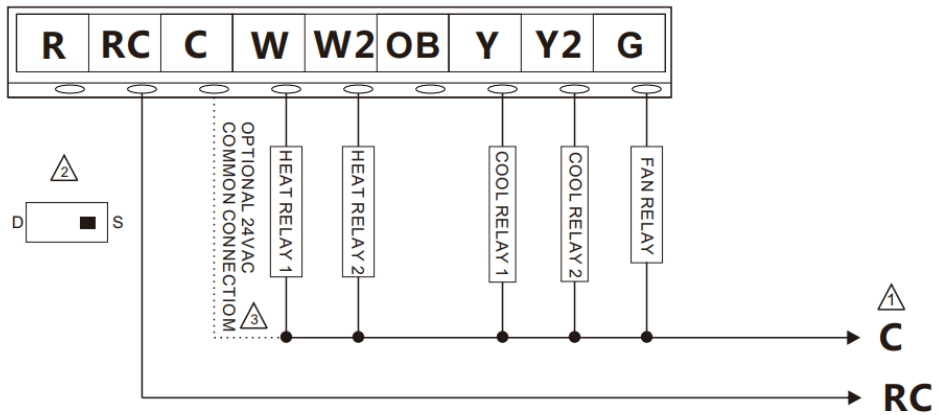 R RC C W W2 OB Y Y2 G
OPTIONAL 24VAC
COMMON CONNECTIOM
HEAT RELAY 1
HEAT RELAY 2
COOL RELAY 1
COOL RELAY 2
FAN RELAY
2
D S
3
1
C
RC